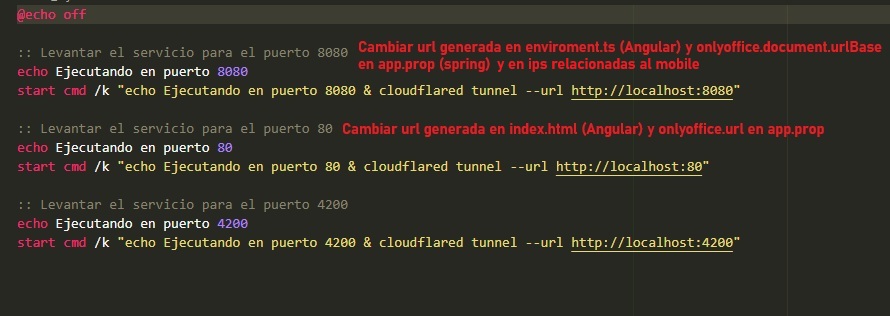 @echo off
:: Levantar el servicio para el puerto 8080 Cambiar url generada en enviroment.ts (Angular) y onlyoffice.document.urlBase
en app.prop (spring) y en ips relacionadas al mobile
echo Ejecutando en puerto 8080
start cmd /k "echo Ejecutando en puerto 8080 & cloudflared tunnel --url http://localhost:8080"
:: Levantar el servicio para el puerto 80 Cambiar url generada en index.html (Angular) y onlyoffice.url en app.prop
echo Ejecutando en puerto 80
start cmd /k "echo Ejecutando en puerto 80 & cloudflared tunnel --url http://localhost:80"
:: Levantar el servicio para el puerto 4200
echo Ejecutando en puerto 4200
start cmd /k "echo Ejecutando en puerto 4200 & cloudflared tunnel --url http://localhost:4200"